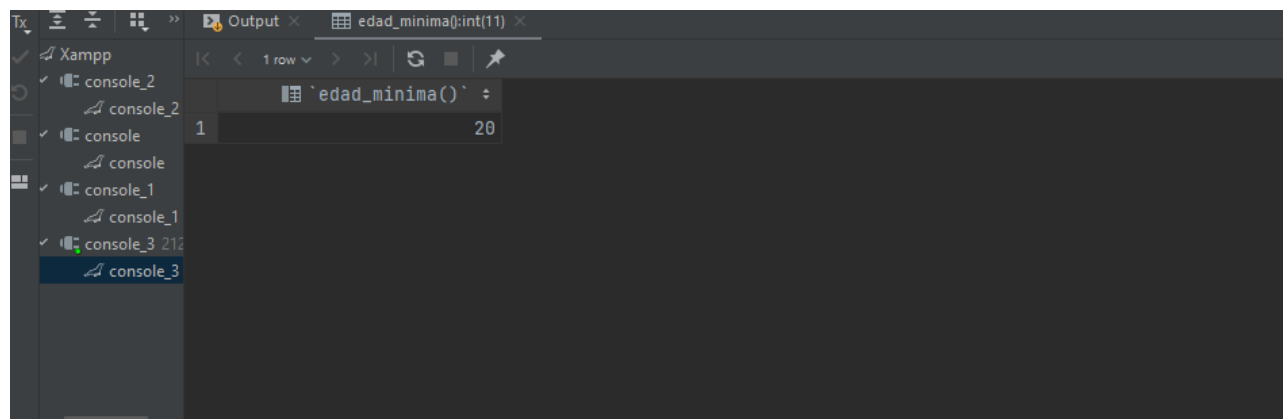 Tx
Output
edad_minima():int(11)
Xampp
1 row
console_2
console_2
console
console
console_1
console_1
console_3 212
console_3
`edad_minima()`
1 20